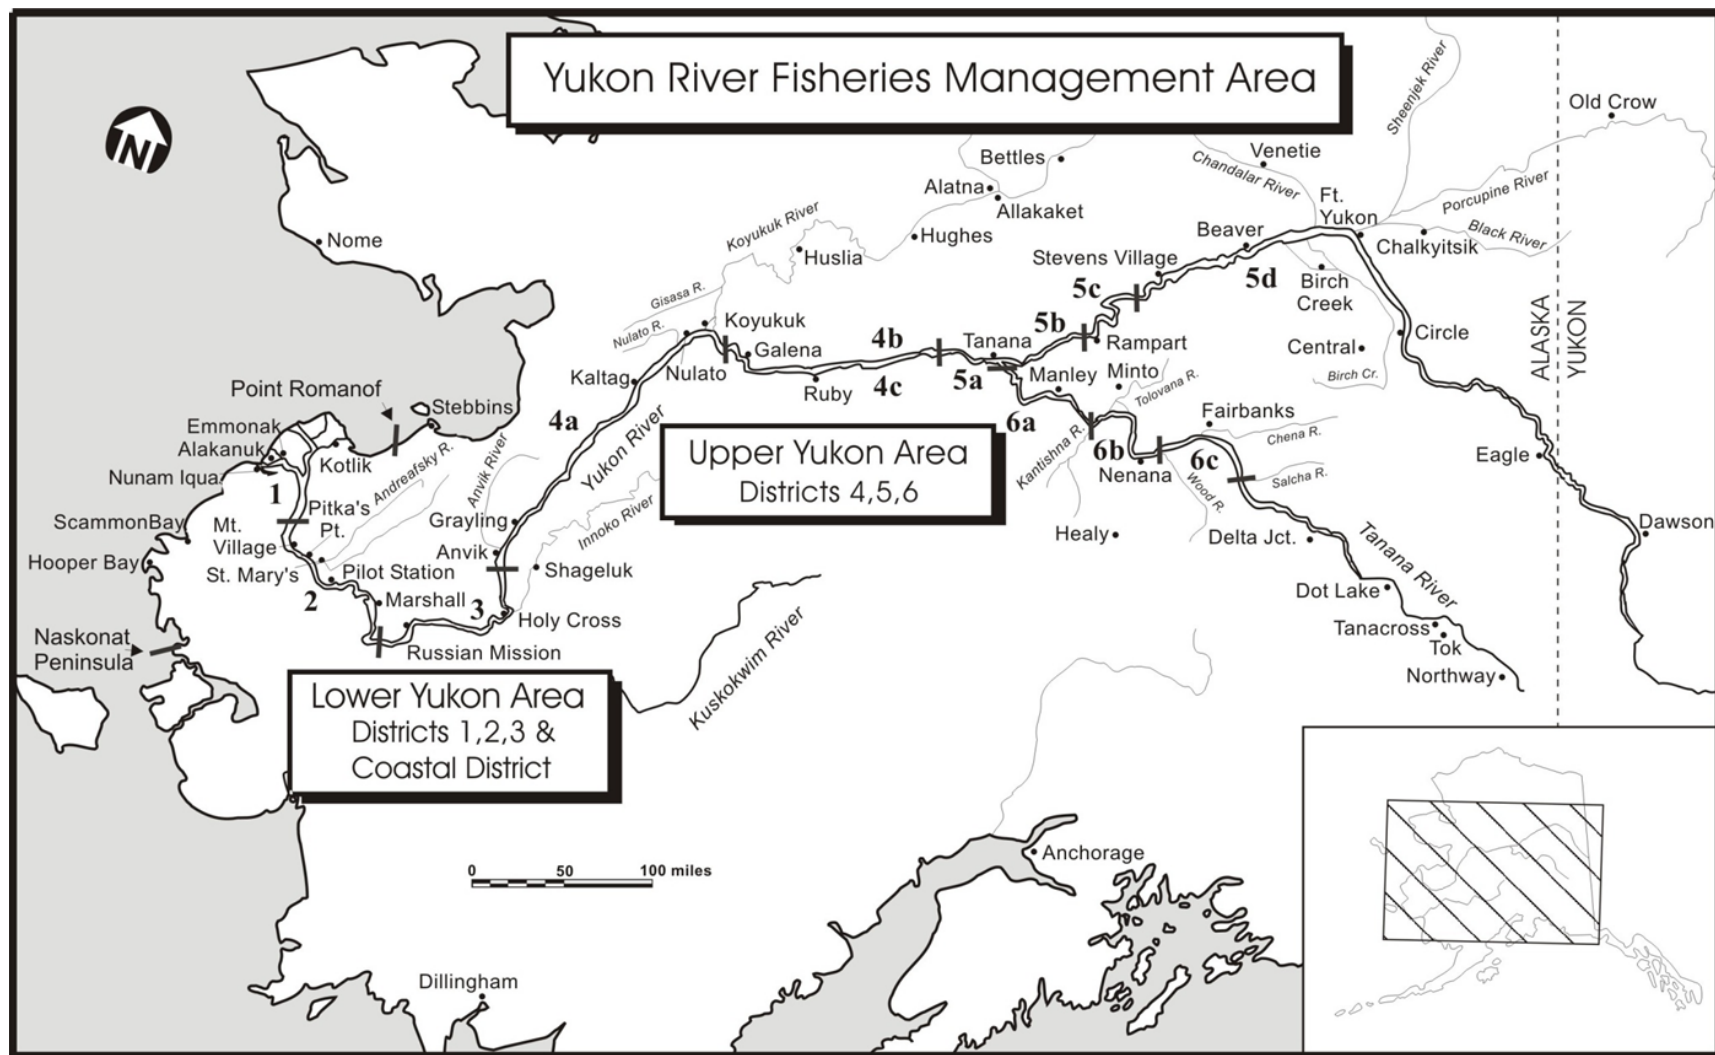 Yukon River Fisheries Management Area
N
Sheenjek River
Old Crow
Bettles
Venetie
Chandalar River
Alatna
Allakaket
Ft.
Yukon
Porcupine River
Koyukuk River
Hughes
Beaver
Chalkyitsik
Black River
Nome
Huslia
Stevens Village
5d
Birch
Creek
Gisasa R.
5c
ALASKA
YUKON
Nulato R.
Koyukuk
4b
5b
Tanana
Rampart
Circle
Galena
Central
Kaltag
Nulato
Ruby
4c
5a
Manley
Minto
Birch Cr.
Tolovana R.
Point Romanof
Stebbins
4a
6a
Fairbanks
Emmonak
Alakanuk
Yukon River
Upper Yukon Area
Districts 4,5,6
Chena R.
Kotlik
Andreafsky R.
Anvik River
Kantishna R.
6b
Nenana
6c
Eagle
Nunam Iqua
1
Salcha R.
Wood R.
Pitka's
Pt.
Grayling
Innoko River
ScammonBay
Mt.
Village
Healy
Delta Jct.
Dawson
Hooper Bay
Anvik
St. Mary's
Pilot Station
Shageluk
Tanana River
2
Marshall
3
Holy Cross
Dot Lake
Kuskokwim River
Tanacross
Tok
Naskonat
Peninsula
Russian Mission
Northway
Lower Yukon Area
Districts 1,2,3 &
Coastal District
Anchorage
0 50 100 miles
Dillingham